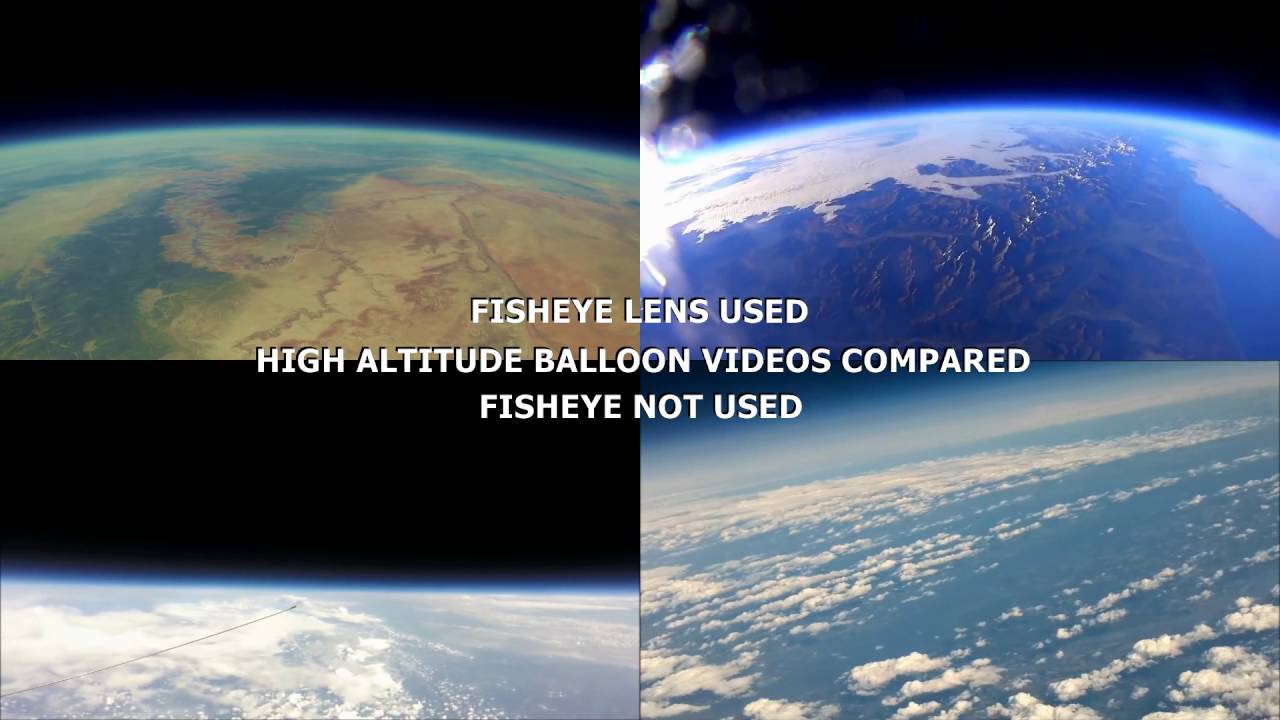 FISHEYE LENS USED
HIGH ALTITUDE BALLOON VIDEOS COMPARED
FISHEYE NOT USED